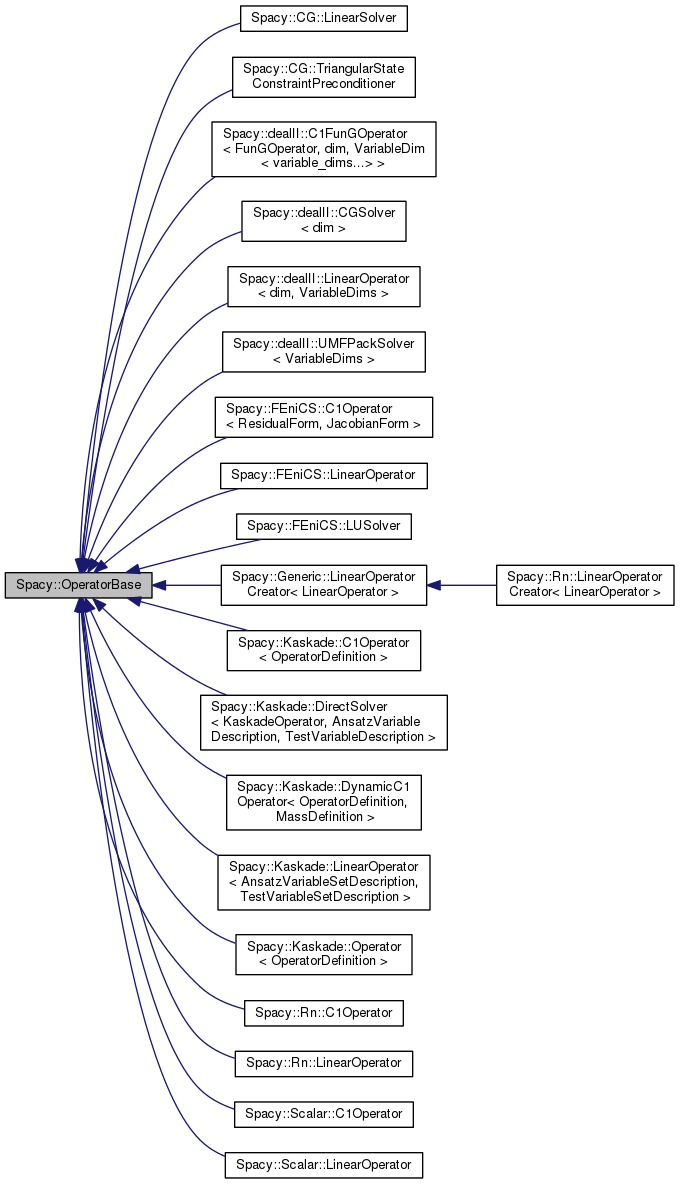 Spacy::CG::LinearSolver
Spacy::CG::TriangularState
ConstraintPreconditioner
Spacy::dealII::C1FunGOperator
< FunGOperator, dim, VariableDim
< variable_dims...> >
Spacy::dealII::CGSolver
< dim >
Spacy::dealII::LinearOperator
< dim, VariableDims >
Spacy::dealII::UMFPackSolver
< VariableDims >
Spacy::FEniCS::C1Operator
< ResidualForm, JacobianForm >
Spacy::FEniCS::LinearOperator
Spacy::FEniCS::LUSolver
Spacy::OperatorBase
Spacy::Generic::LinearOperator
Creator< LinearOperator >
Spacy::Rn::LinearOperator
Creator< LinearOperator >
Spacy::Kaskade::C1Operator
< OperatorDefinition >
Spacy::Kaskade::DirectSolver
< KaskadeOperator, AnsatzVariable
Description, TestVariableDescription >
Spacy::Kaskade::DynamicC1
Operator< OperatorDefinition,
MassDefinition >
Spacy::Kaskade::LinearOperator
< AnsatzVariableSetDescription,
TestVariableSetDescription >
Spacy::Kaskade::Operator
< OperatorDefinition >
Spacy::Rn::C1Operator
Spacy::Rn::LinearOperator
Spacy::Scalar::C1Operator
Spacy::Scalar::LinearOperator